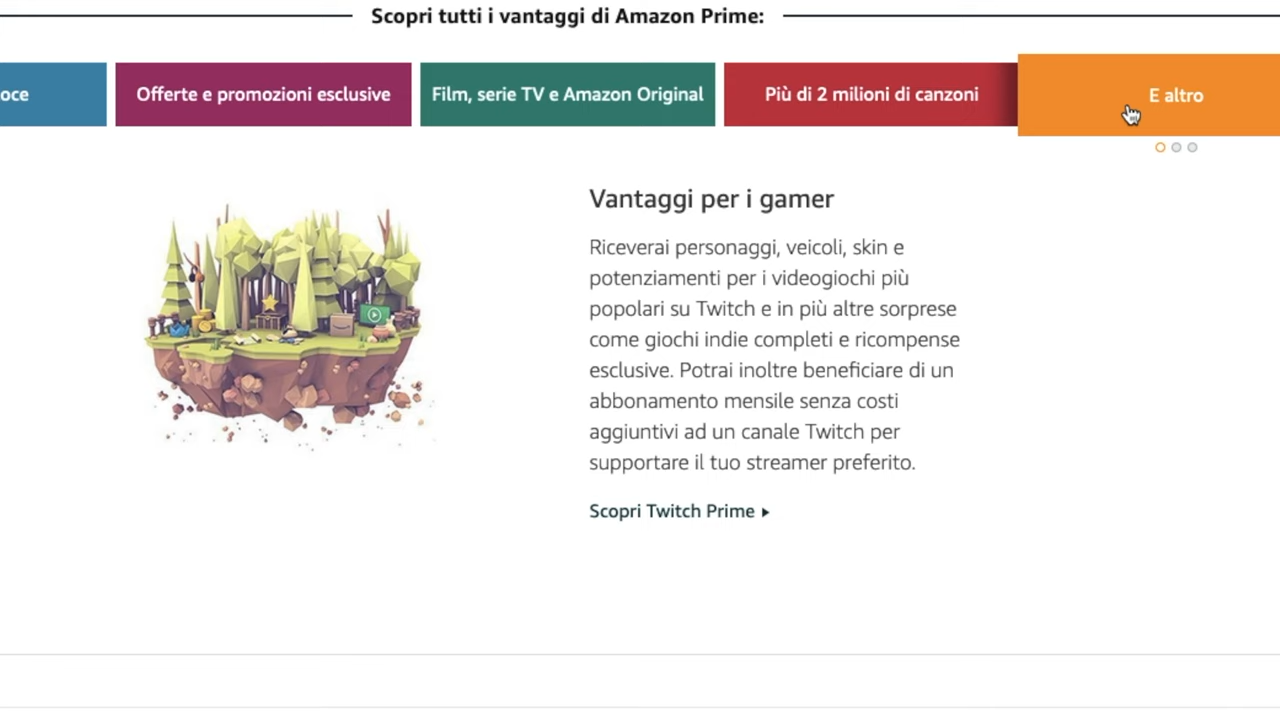 Scopri tutti i vantaggi di Amazon Prime:
oce
Offerte e promozioni esclusive
Film, serie TV e Amazon Original
Più di 2 milioni di canzoni
E altro
Vantaggi per i gamer
Riceverai personaggi, veicoli, skin e
potenziamenti per i videogiochi più
popolari su Twitch e in più altre sorprese
come giochi indie completi e ricompense
esclusive. Potrai inoltre beneficiare di un
abbonamento mensile senza costi
aggiuntivi ad un canale Twitch per
supportare il tuo streamer preferito.
Scopri Twitch Prime